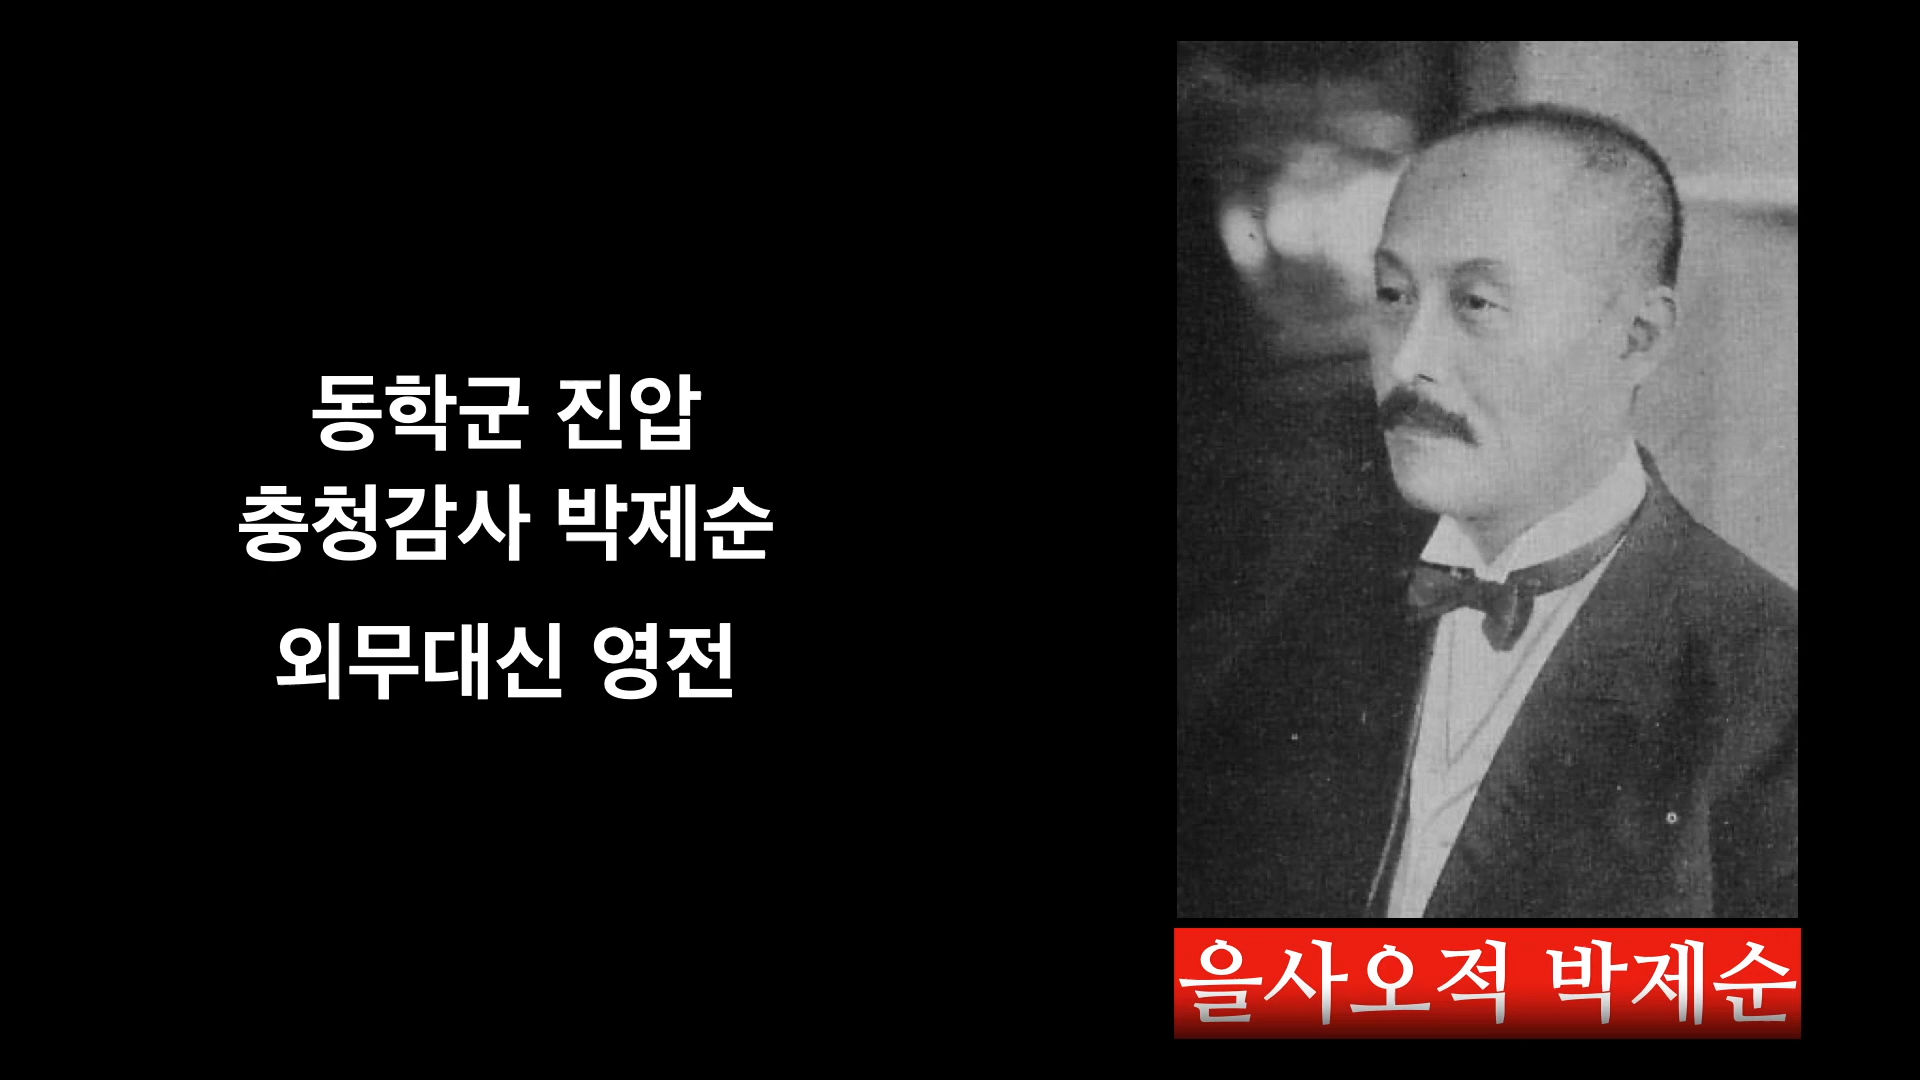 동학군 진압
충청감사 박제순
외무대신 영전
을사오적 박제순